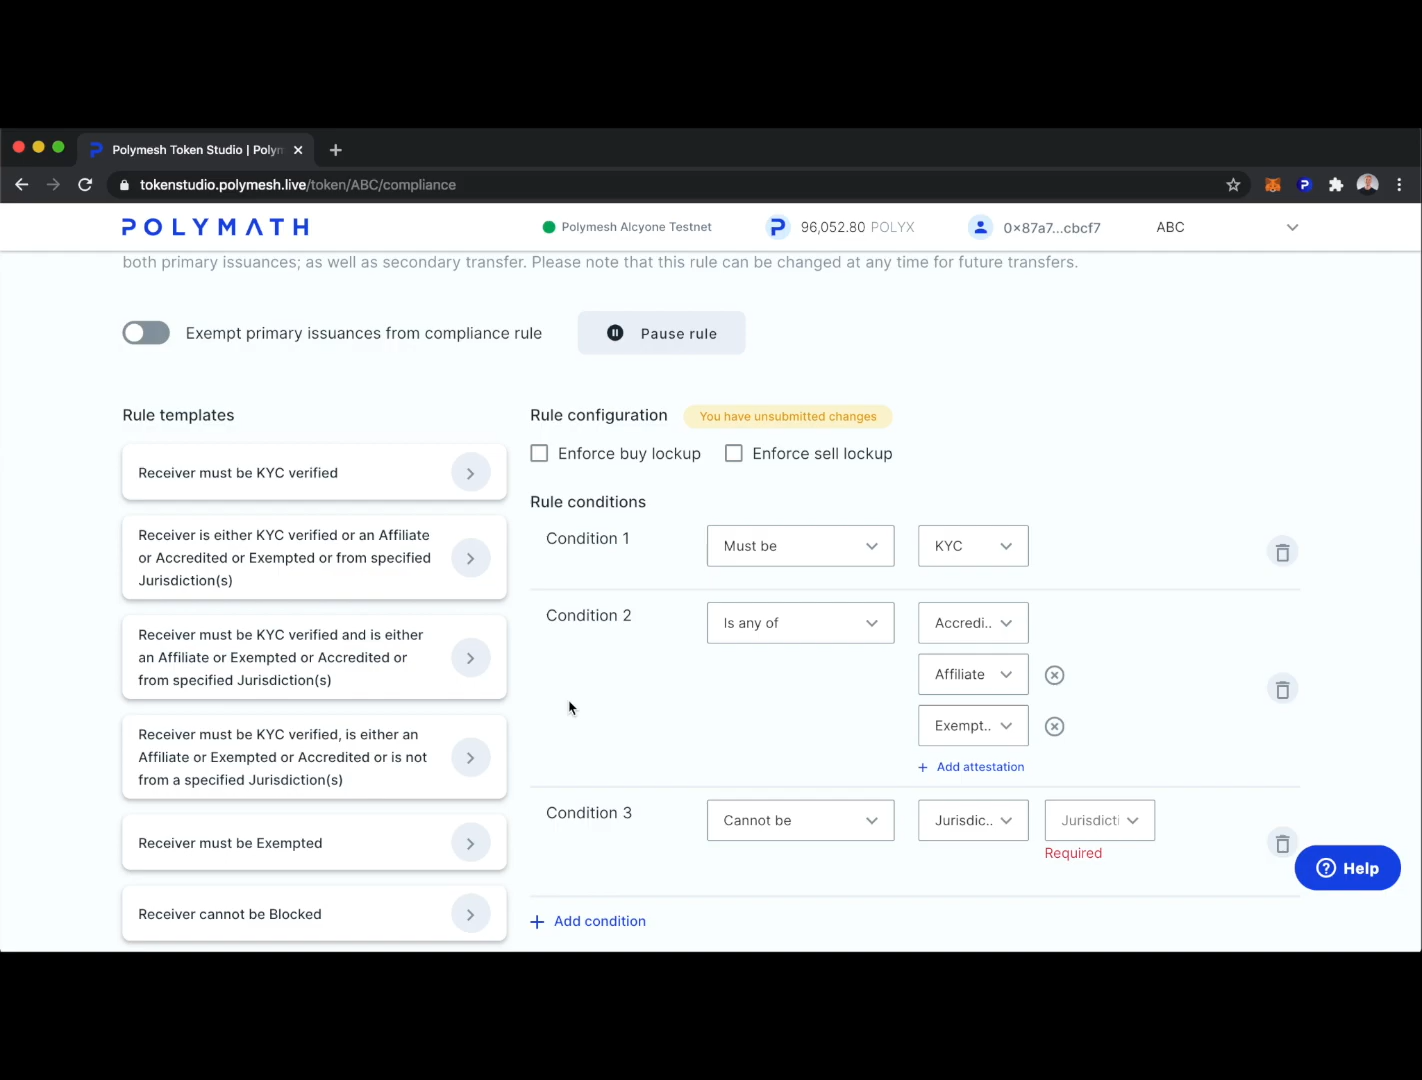 Polymesh Token Studio | Polym
tokenstudio.polymesh.live/token/ABC/compliance
POLYMATH
Polymesh Alcyone Testnet
96,052.80 POLYX
0×87a7...cbcf7
ABC
both primary issuances; as well as secondary transfer. Please note that this rule can be changed at any time for future transfers.
Exempt primary issuances from compliance rule
Pause rule
Rule templates
Receiver must be KYC verified
Receiver is either KYC verified or an Affiliate
or Accredited or Exempted or from specified
Jurisdiction(s)
Receiver must be KYC verified and is either
an Affiliate or Exempted or Accredited or
from specified Jurisdiction(s)
Receiver must be KYC verified, is either an
Affiliate or Exempted or Accredited or is not
from a specified Jurisdiction(s)
Receiver must be Exempted
Receiver cannot be Blocked
Rule configuration
You have unsubmitted changes
Enforce buy lockup
Enforce sell lockup
Rule conditions
Condition 1
Must be
KYC
Condition 2
Is any of
Accredi..
Affiliate
Exempt..
+ Add attestation
Condition 3
Cannot be
Jurisdic..
Jurisdicti
Required
+ Add condition
Help